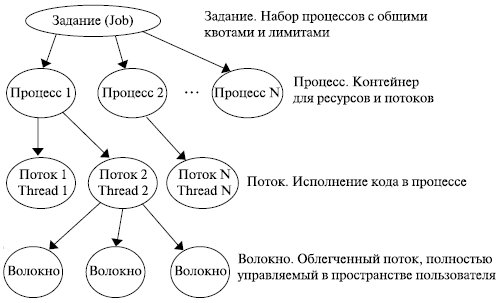 Задание (Job)
Задание. Набор процессов с общими
квотами и лимитами
Процесс 1
Процесс 2
...
Процесс N
Процесс. Контейнер
для ресурсов и потоков
Поток 1
Thread 1
Поток 2
Thread 2
Поток N
Thread N
Поток. Исполнение кода в процессе
Волокно
Волокно
Волокно
Волокно. Облегченный поток, полностью
управляемый в пространстве пользователя